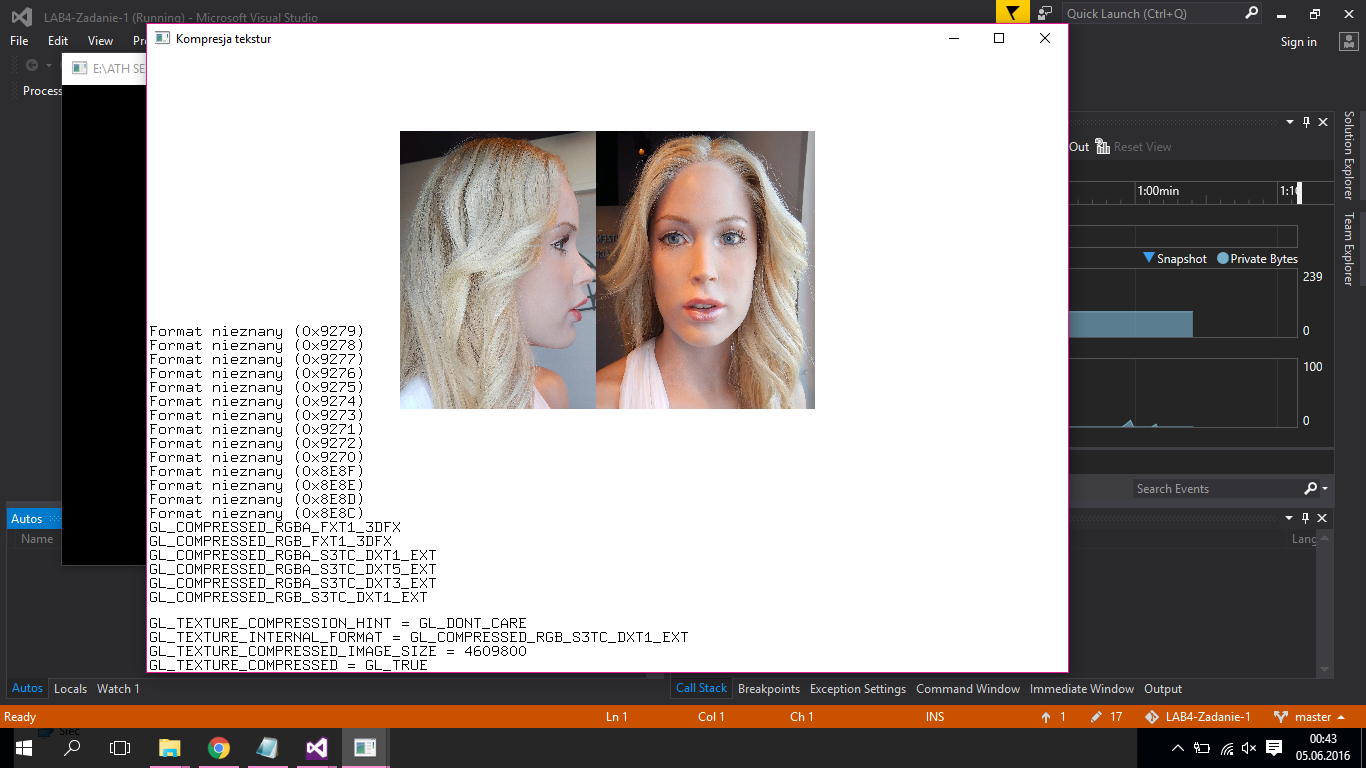 LAB4-Zadanie-1 (Running) - Microsoft Visual Studio
Quick Launch (Ctrl+Q)
File Edit View
Sign in
Kompresja tekstur
E:\ATH SE
Process
Out Reset View
1:00min
Snapshot Private Bytes
239
0
100
0
Solution Explorer
Team Explorer
Format nieznany (0x9279)
Format nieznany (0x9278)
Format nieznany (0x9277)
Format nieznany (0x9276)
Format nieznany (0x9275)
Format nieznany (0x9274)
Format nieznany (0x9273)
Format nieznany (0x9271)
Format nieznany (0x9272)
Format nieznany (0x9270)
Format nieznany (0x8E8F)
Format nieznany (0x8E8E)
Format nieznany (0x8E8D)
Format nieznany (0x8E8C)
GL_COMPRESSED_RGBA_FXT1_3DFX
GL_COMPRESSED_RGB_FXT1_3DFX
GL_COMPRESSED_RGBA_S3TC_DXT1_EXT
GL_COMPRESSED_RGBA_S3TC_DXT5_EXT
GL_COMPRESSED_RGBA_S3TC_DXT3_EXT
GL_COMPRESSED_RGB_S3TC_DXT1_EXT
GL_TEXTURE_COMPRESSION_HINT = GL_DONT_CARE
GL_TEXTURE_INTERNAL_FORMAT = GL_COMPRESSED_RGB_S3TC_DXT1_EXT
GL_TEXTURE_COMPRESSED_IMAGE_SIZE = 4609800
GL_TEXTURE_COMPRESSED = GL_TRUE
Search Events
Autos
Name
Lang
Autos Locals Watch 1
Call Stack Breakpoints Exception Settings Command Window Immediate Window Output
Ready Ln 1 Col 1 Ch 1 INS 1 17 LAB4-Zadanie-1 master
Sieć
00:43
05.06.2016